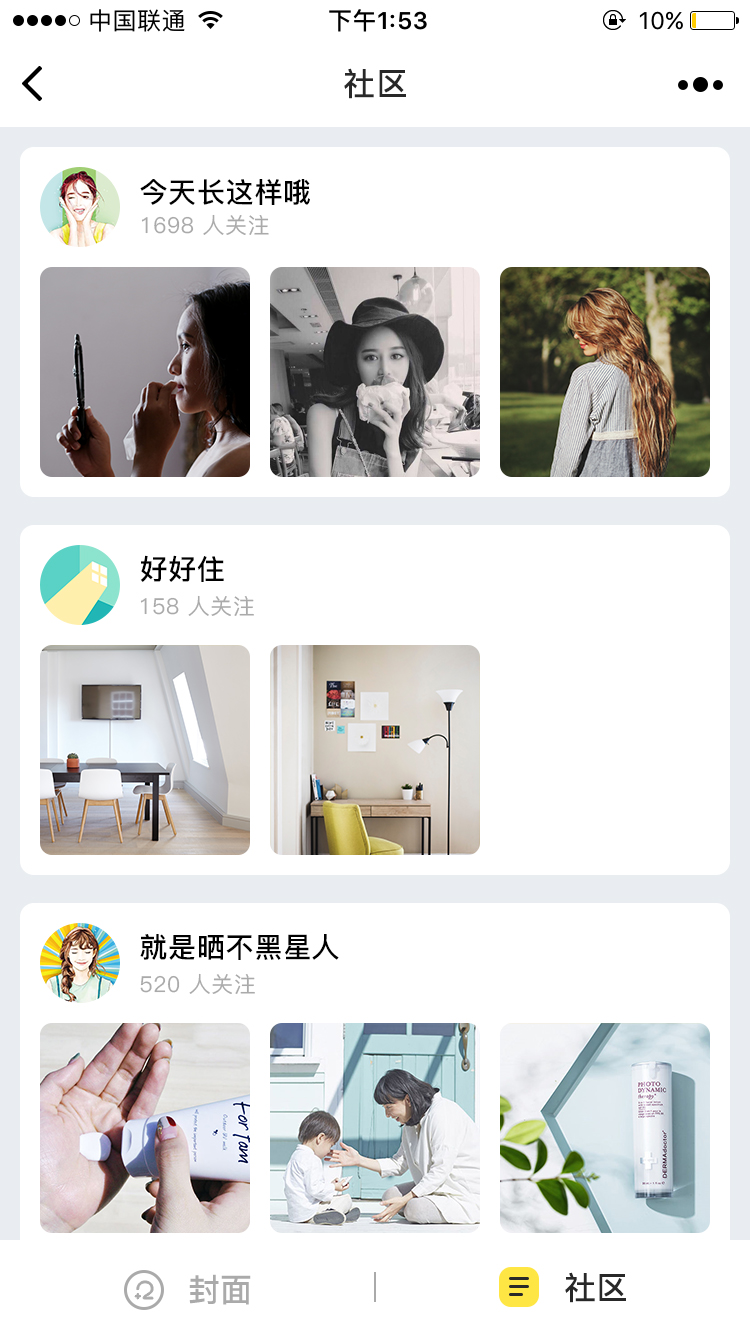 中国联通 下午1:53 10%
社区
今天长这样哦
1698 人关注
好好住
158 人关注
就是晒不黑星人
520 人关注
For Tam
PHOTO
DYNAMIC
therapy
DERMAdoctor
封面 社区